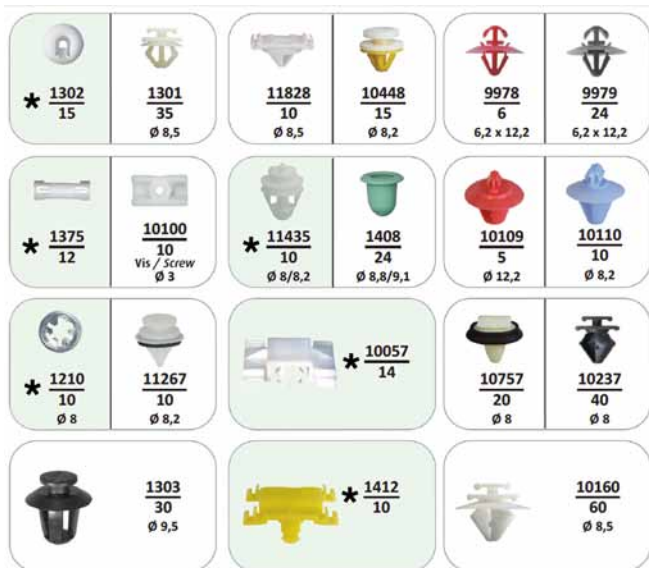 * 1302
15
1301
35
Ø 8,5
11828
10
Ø 8,5
10448
15
Ø 8,2
9978
6
6,2 x 12,2
9979
24
6,2 x 12,2
* 1375
12
10100
10
Vis / Screw
Ø 3
* 11435
10
Ø 8/8,2
1408
24
Ø 8,8/9,1
10109
5
Ø 12,2
10110
10
Ø 8,2
* 1210
10
Ø 8
11267
10
Ø 8,2
* 10057
14
10757
20
Ø 8
10237
40
Ø 8
1303
30
Ø 9,5
* 1412
10
10160
60
Ø 8,5